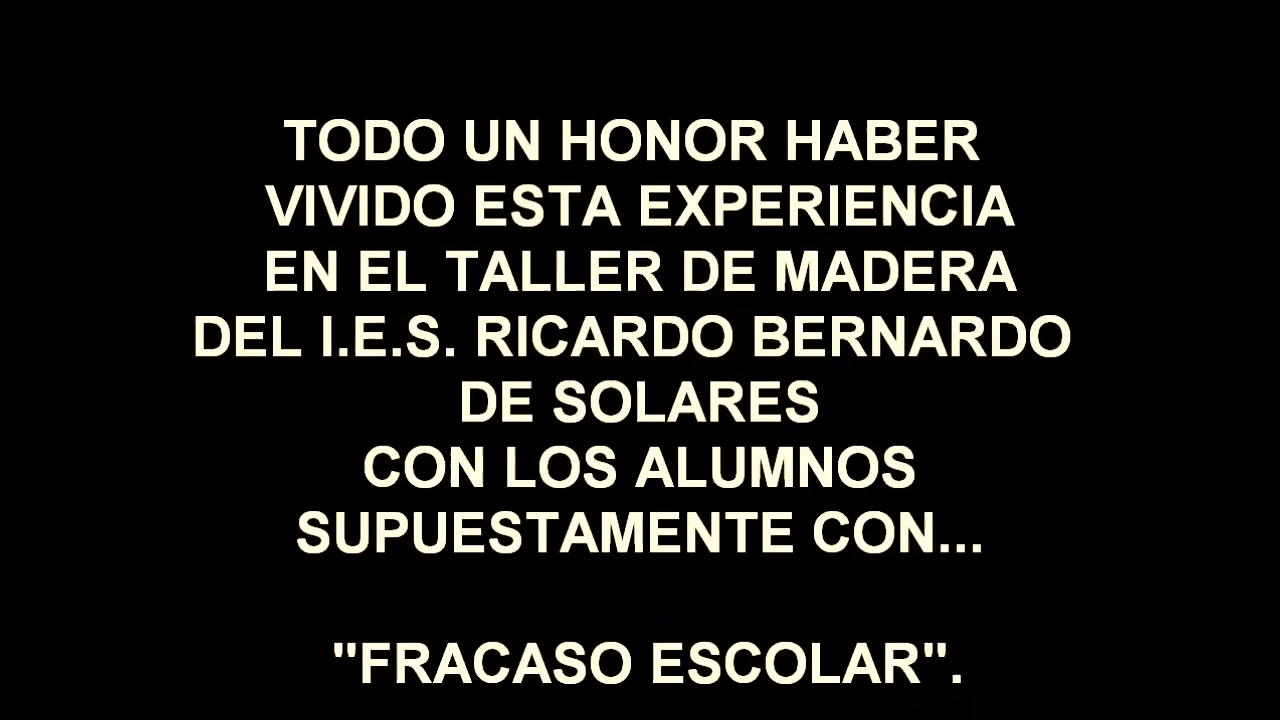 TODO UN HONOR HABER
VIVIDO ESTA EXPERIENCIA
EN EL TALLER DE MADERA
DEL I.E.S. RICARDO BERNARDO
DE SOLARES
CON LOS ALUMNOS
SUPUESTAMENTE CON...
"FRACASO ESCOLAR".